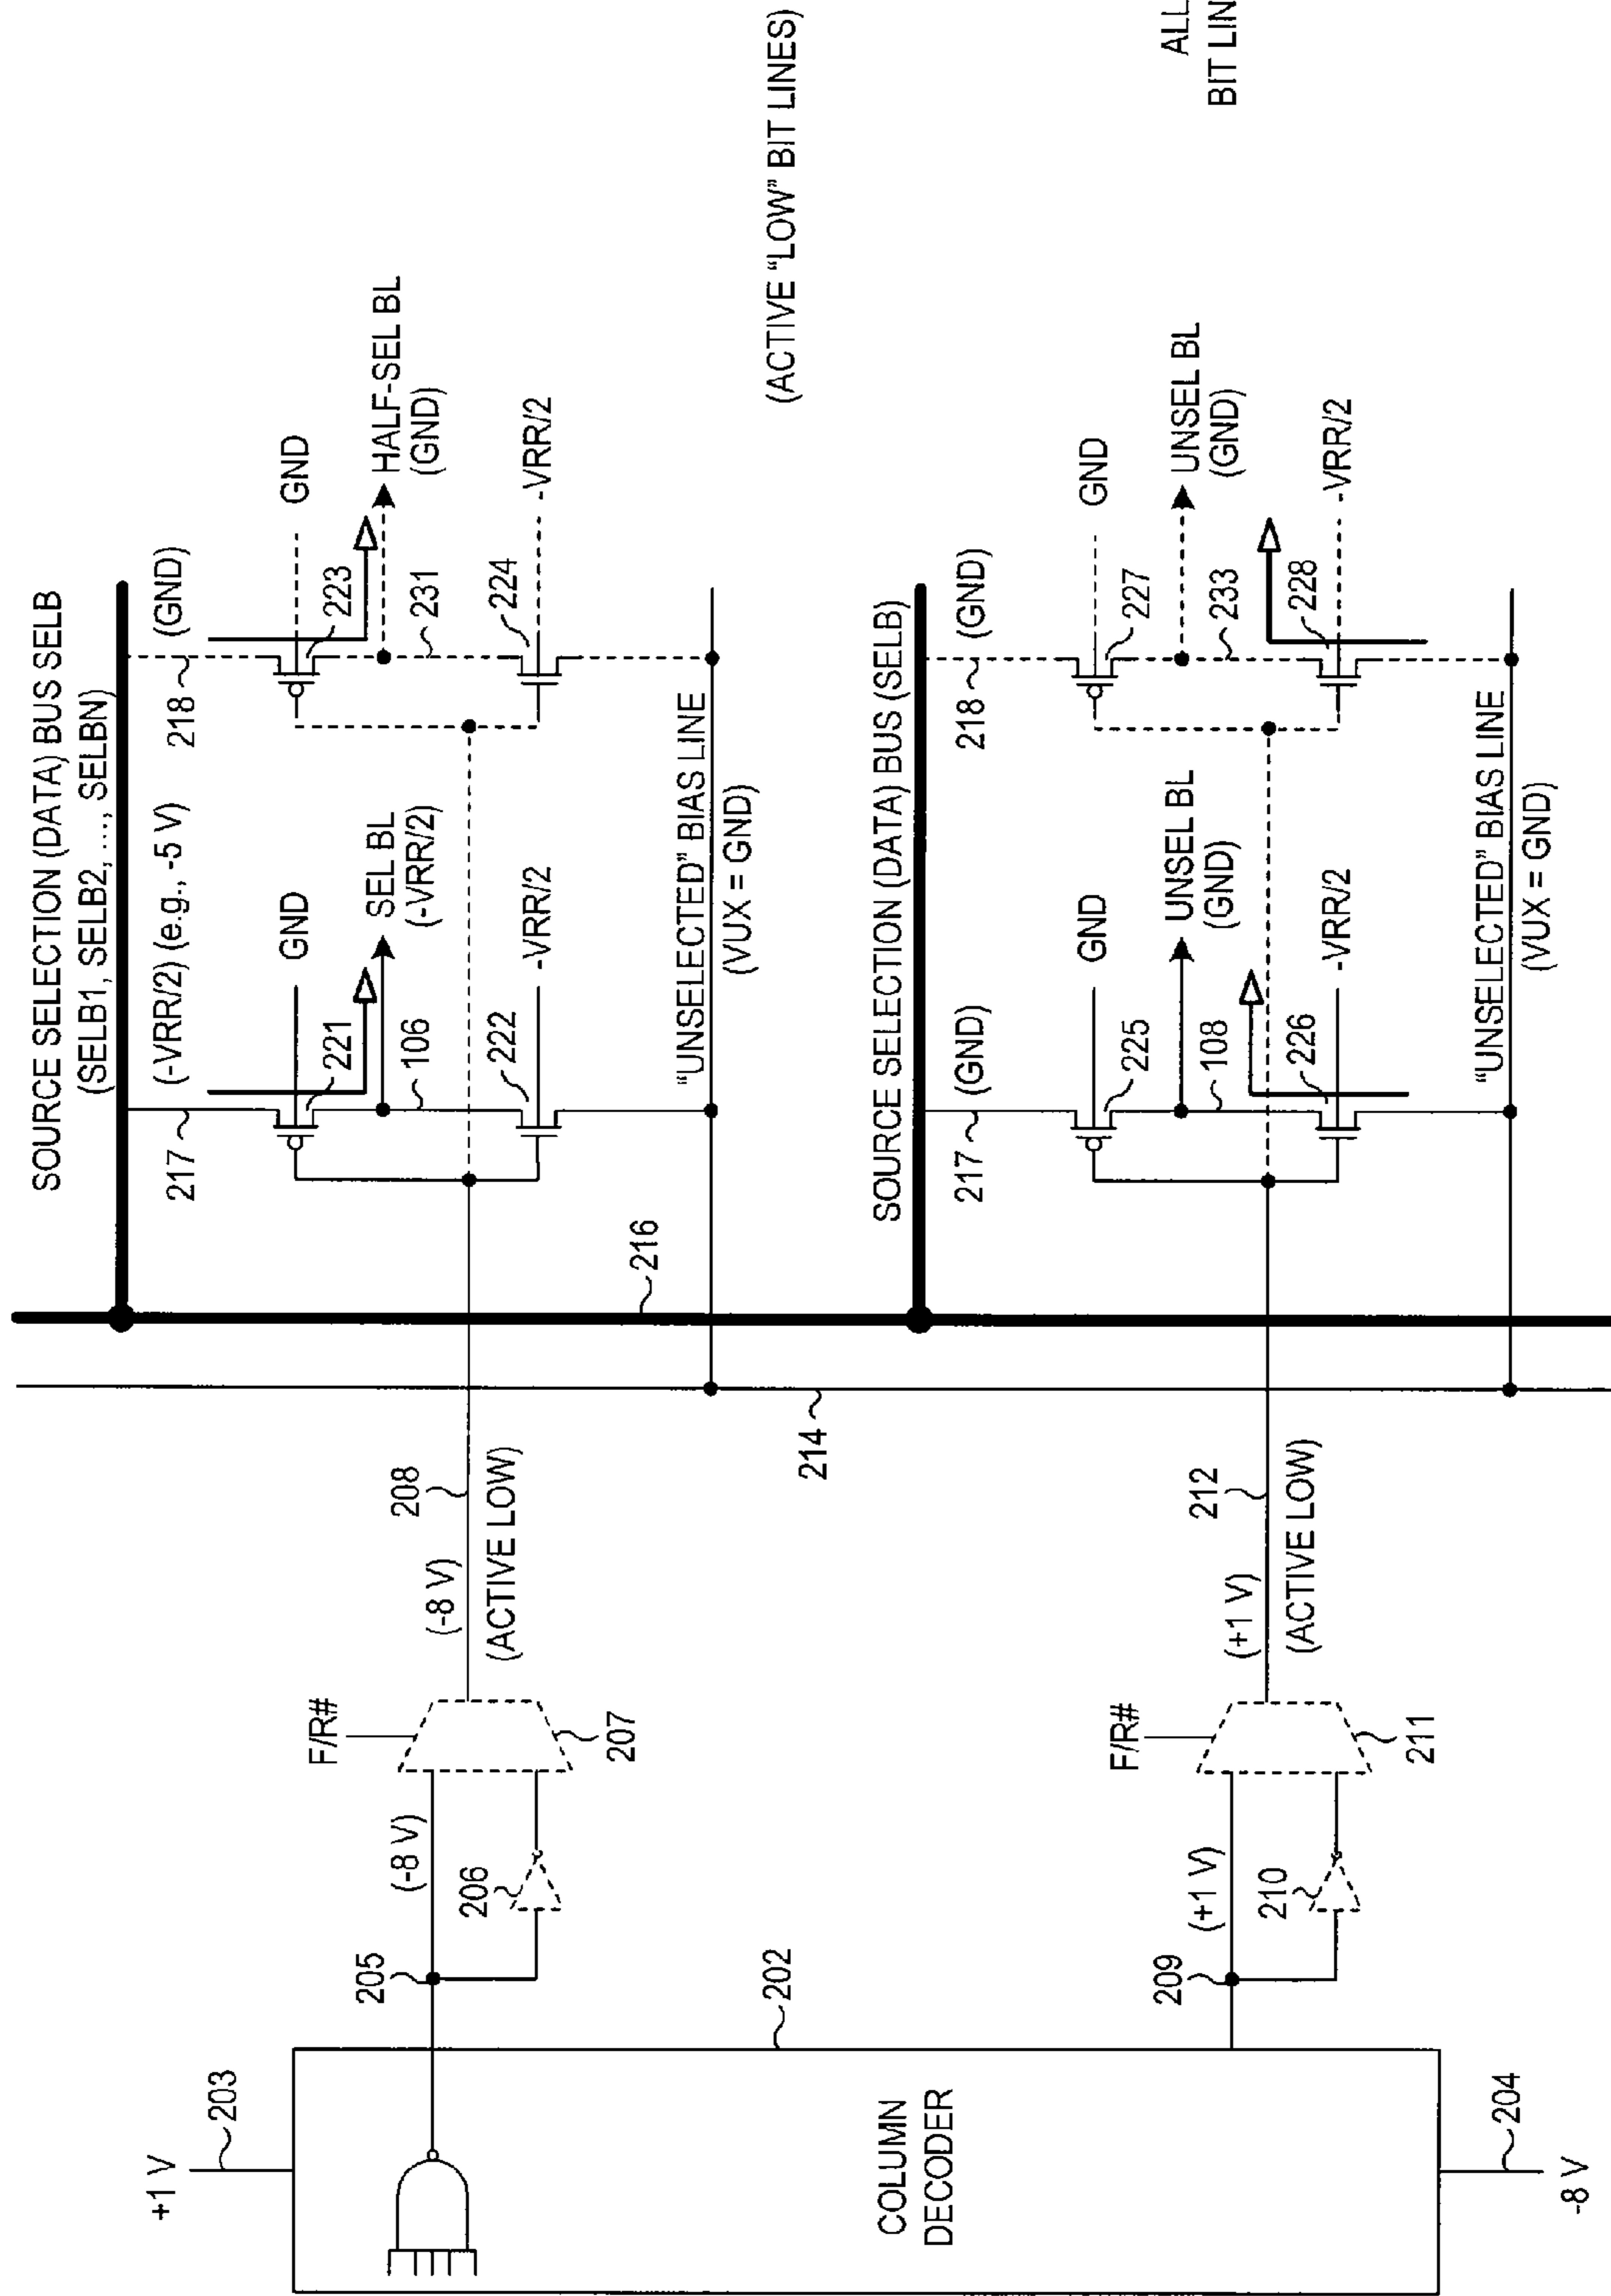 SOURCE SELECTION (DATA) BUS SELB
(SELB1, SELB2, ..., SELBN)
217
(-VRR/2) (e.g., -5 V)
218
(GND)
GND
221
SEL BL
(-VRR/2)
106
222
-VRR/2
GND
223
HALF-SEL BL
(GND)
231
224
-VRR/2
"UNSELECTED" BIAS LINE
(VUX = GND)
216
214
(ACTIVE "LOW" BIT LINES)
SOURCE SELECTION (DATA) BUS (SELB)
217
(GND)
218
(GND)
GND
225
UNSEL BL
(GND)
108
226
-VRR/2
GND
227
UNSEL BL
(GND)
233
228
-VRR/2
"UNSELECTED" BIAS LINE
(VUX = GND)
ALL
BIT LIN
+1 V
203
205
(-8 V)
206
F/R#
207
(-8 V)
208
(ACTIVE LOW)
202
COLUMN
DECODER
209
(+1 V)
210
F/R#
211
(+1 V)
212
(ACTIVE LOW)
204
-8 V